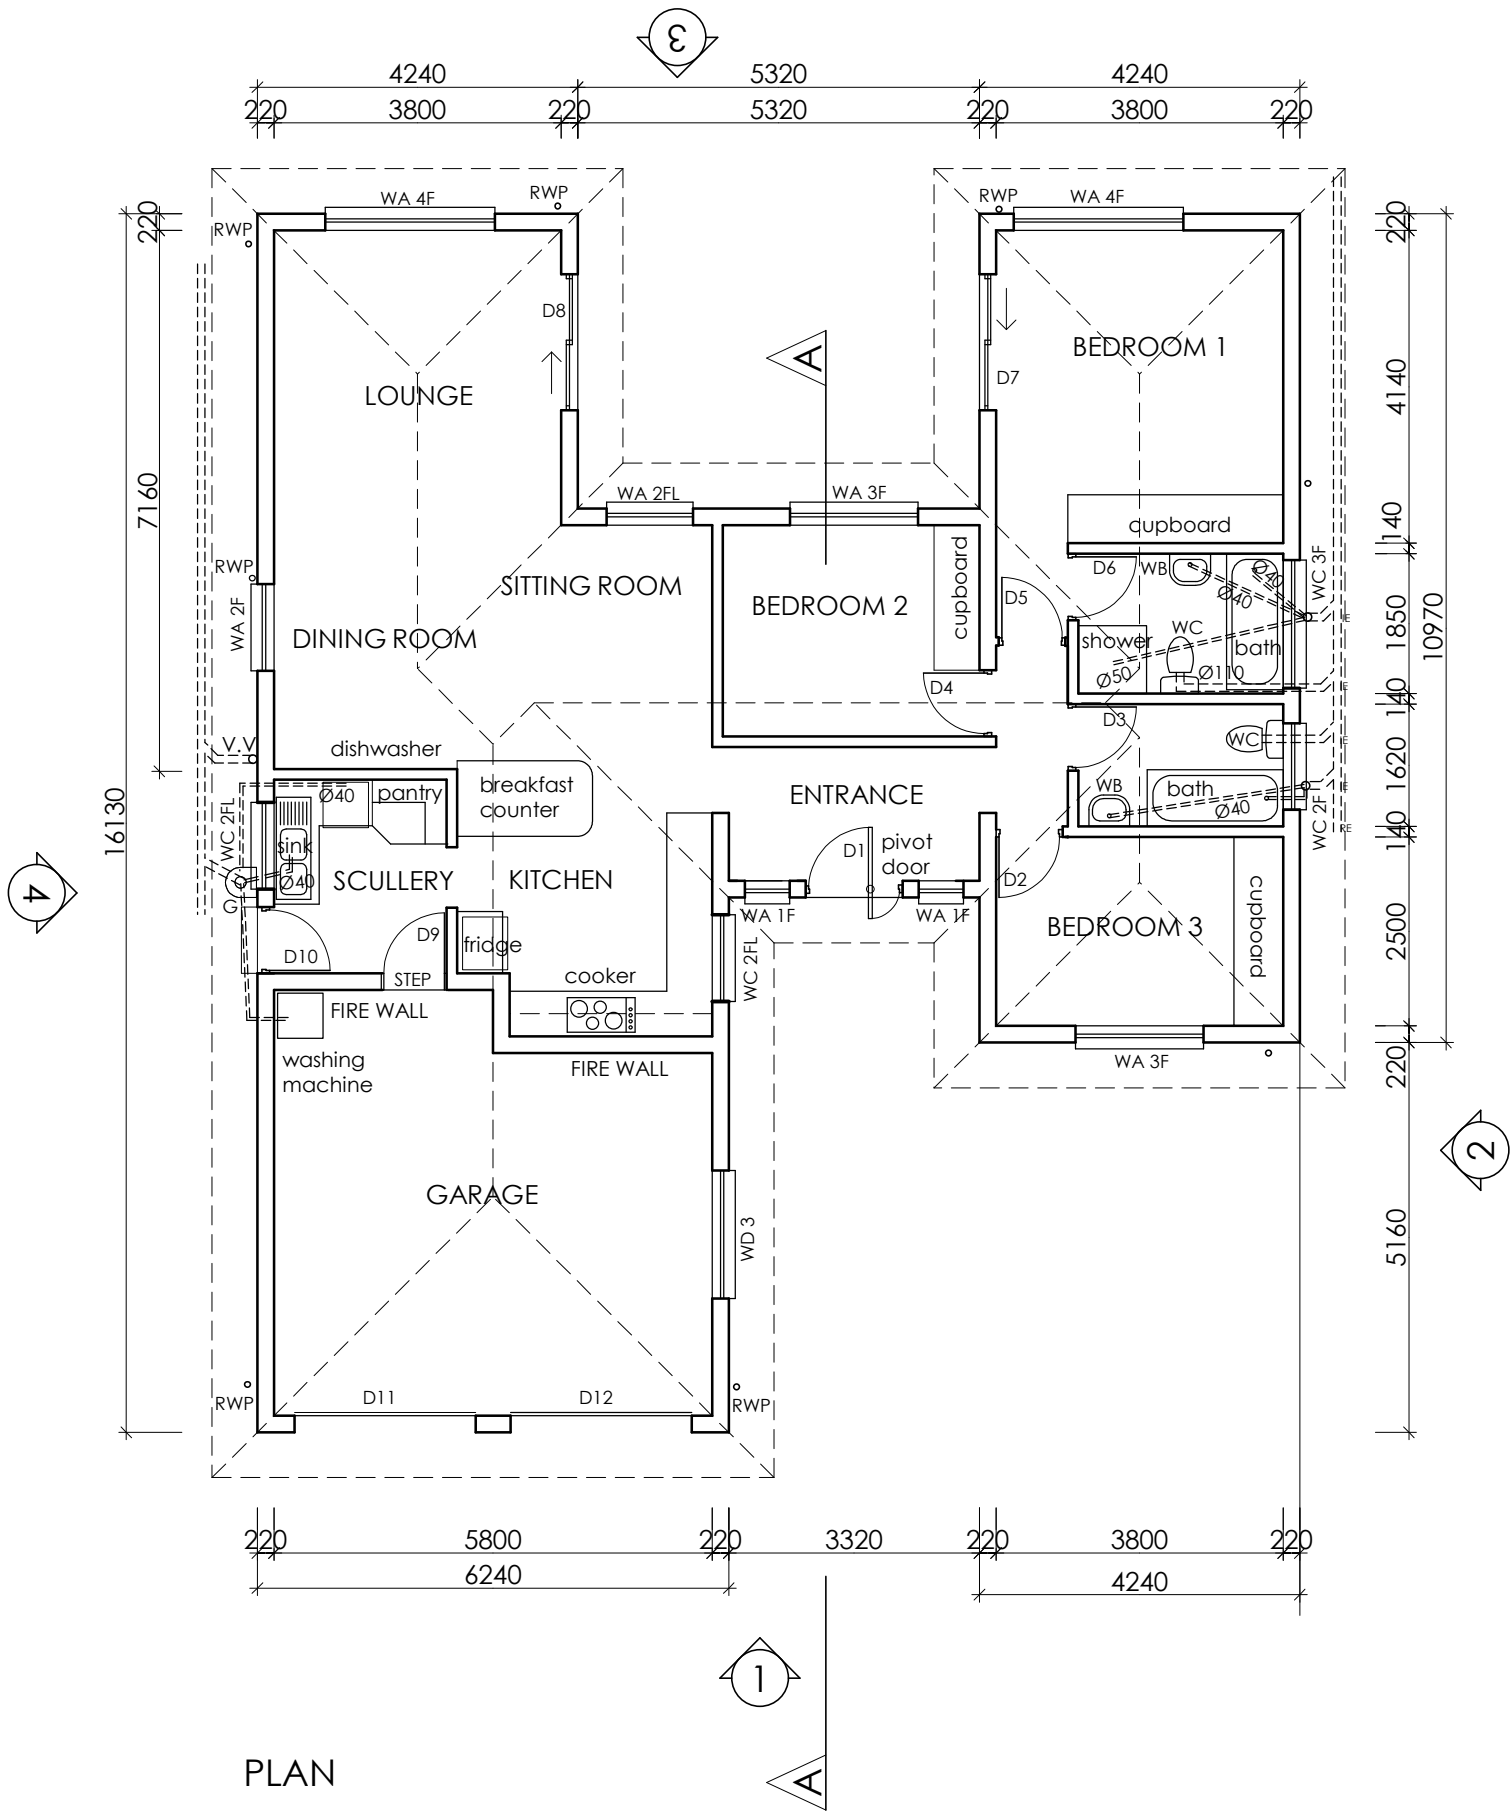 3
4240 5320 4240
220 3800 220 5320 220 3800 220
RWP WA 4F RWP RWP WA 4F
220
220
D8
A
BEDROOM 1
D7
LOUNGE
4140
7160
WA 2FL WA 3F
cupboard
140
cupboard
RWP
SITTING ROOM
BEDROOM 2
D5
D6
WB
Ø40
Ø40
WC 3F
IE
WA 2F
DINING ROOM
shower
WC
bath
1850
10970
Ø50
Ø110
IE
D4
140
D3
V.V
dishwasher
WC
IE
breakfast
counter
ENTRANCE
1620
16130
Ø40
pantry
WB
bath
Ø40
IE
WC 2F
RE
WC 2FL
sink
Ø40
SCULLERY
KITCHEN
D1
pivot
door
140
4
G
D2
WA 1F
WA 1F
BEDROOM 3
cupboard
2500
D9
D10
fridge
STEP
cooker
WC 2FL
FIRE WALL
washing
machine
FIRE WALL
WA 3F
220
2
GARAGE
WD 3
5160
RWP
D11
D12
RWP
220 5800 220 3320 220 3800 220
6240 4240
1
PLAN
A